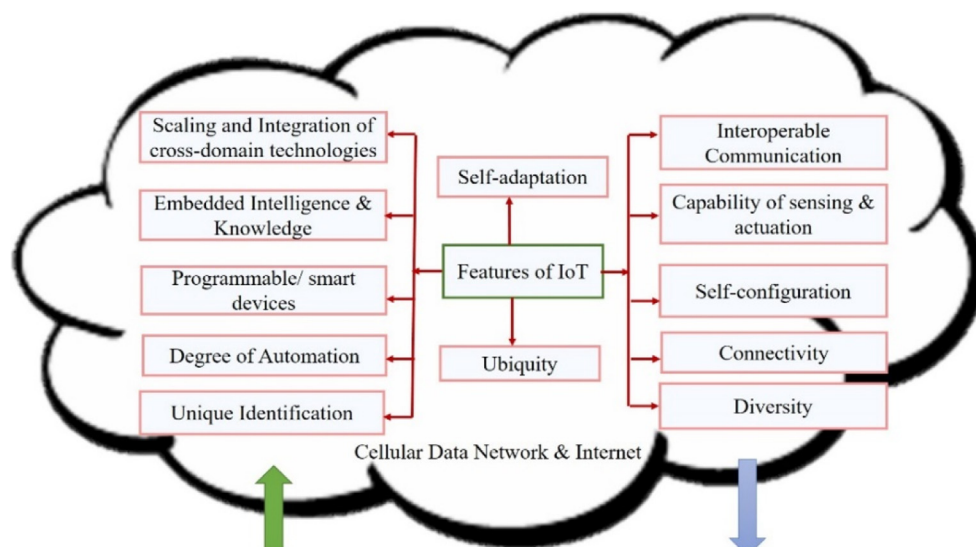 Scaling and Integration of
cross-domain technologies
Embedded Intelligence &
Knowledge
Programmable/ smart
devices
Degree of Automation
Unique Identification
Self-adaptation
Features of IoT
Ubiquity
Interoperable
Communication
Capability of sensing &
actuation
Self-configuration
Connectivity
Diversity
Cellular Data Network & Internet